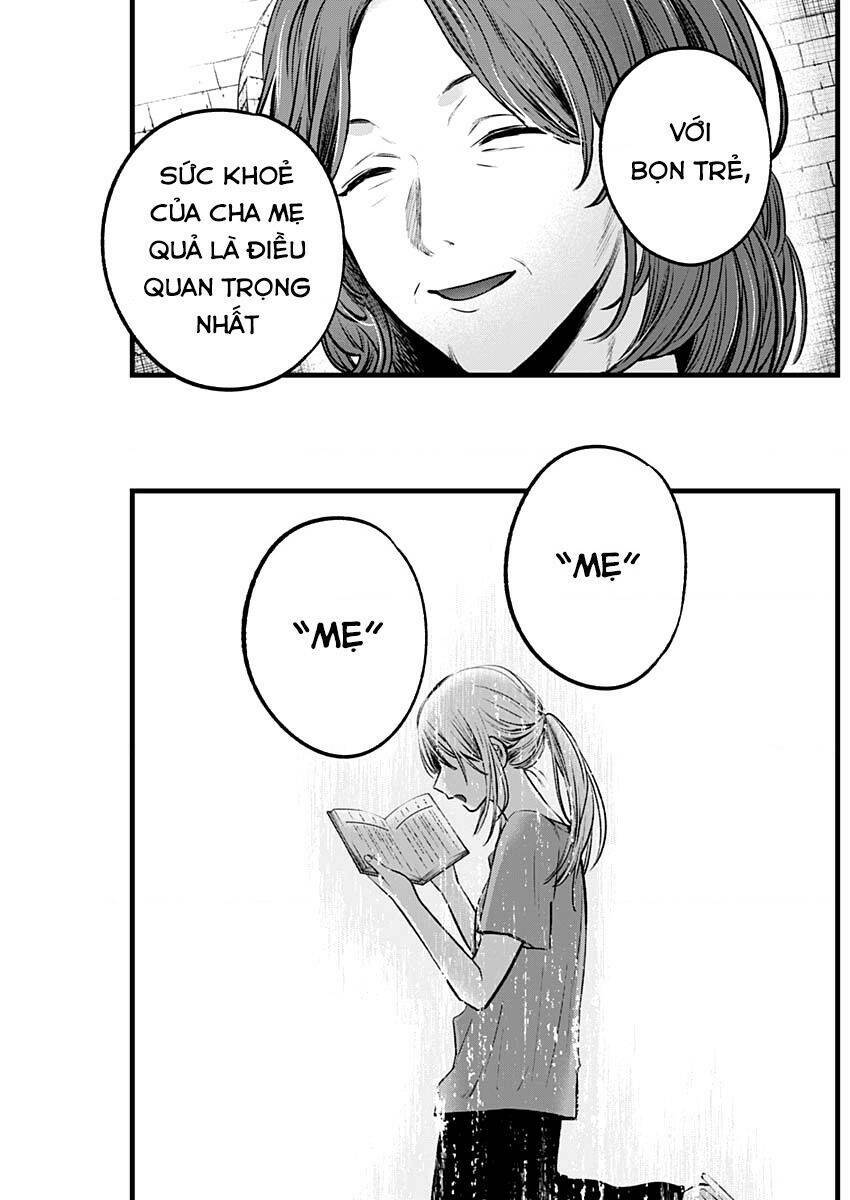 VỚI
BỌN TRẺ,
SỨC KHOẺ
CỦA CHA MẸ
QUẢ LÀ ĐIỀU
QUAN TRỌNG
NHẤT
“MẸ”
“MẸ”